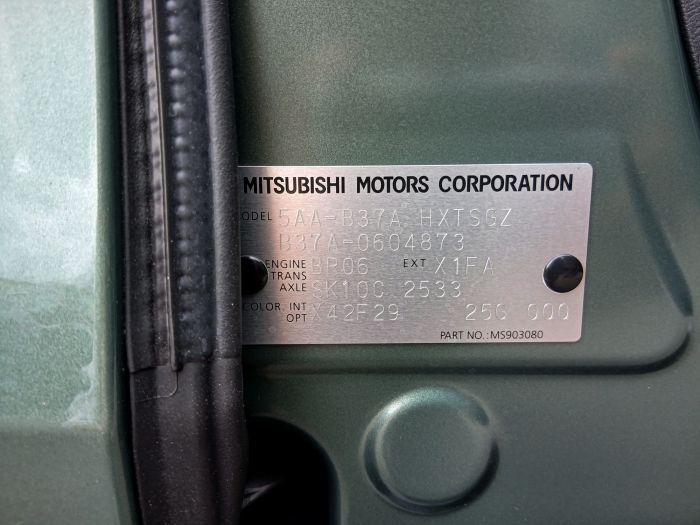 MITSUBISHI MOTORS CORPORATION
ODEL 5AA-B37A HXTSGZ
B37A-0604873
ENGINE BR06 EXT X1FA
TRANS
AXLE SK10C 2533
COLOR. INT
OPT X42F29 25G 000
PART NO.:MS903080